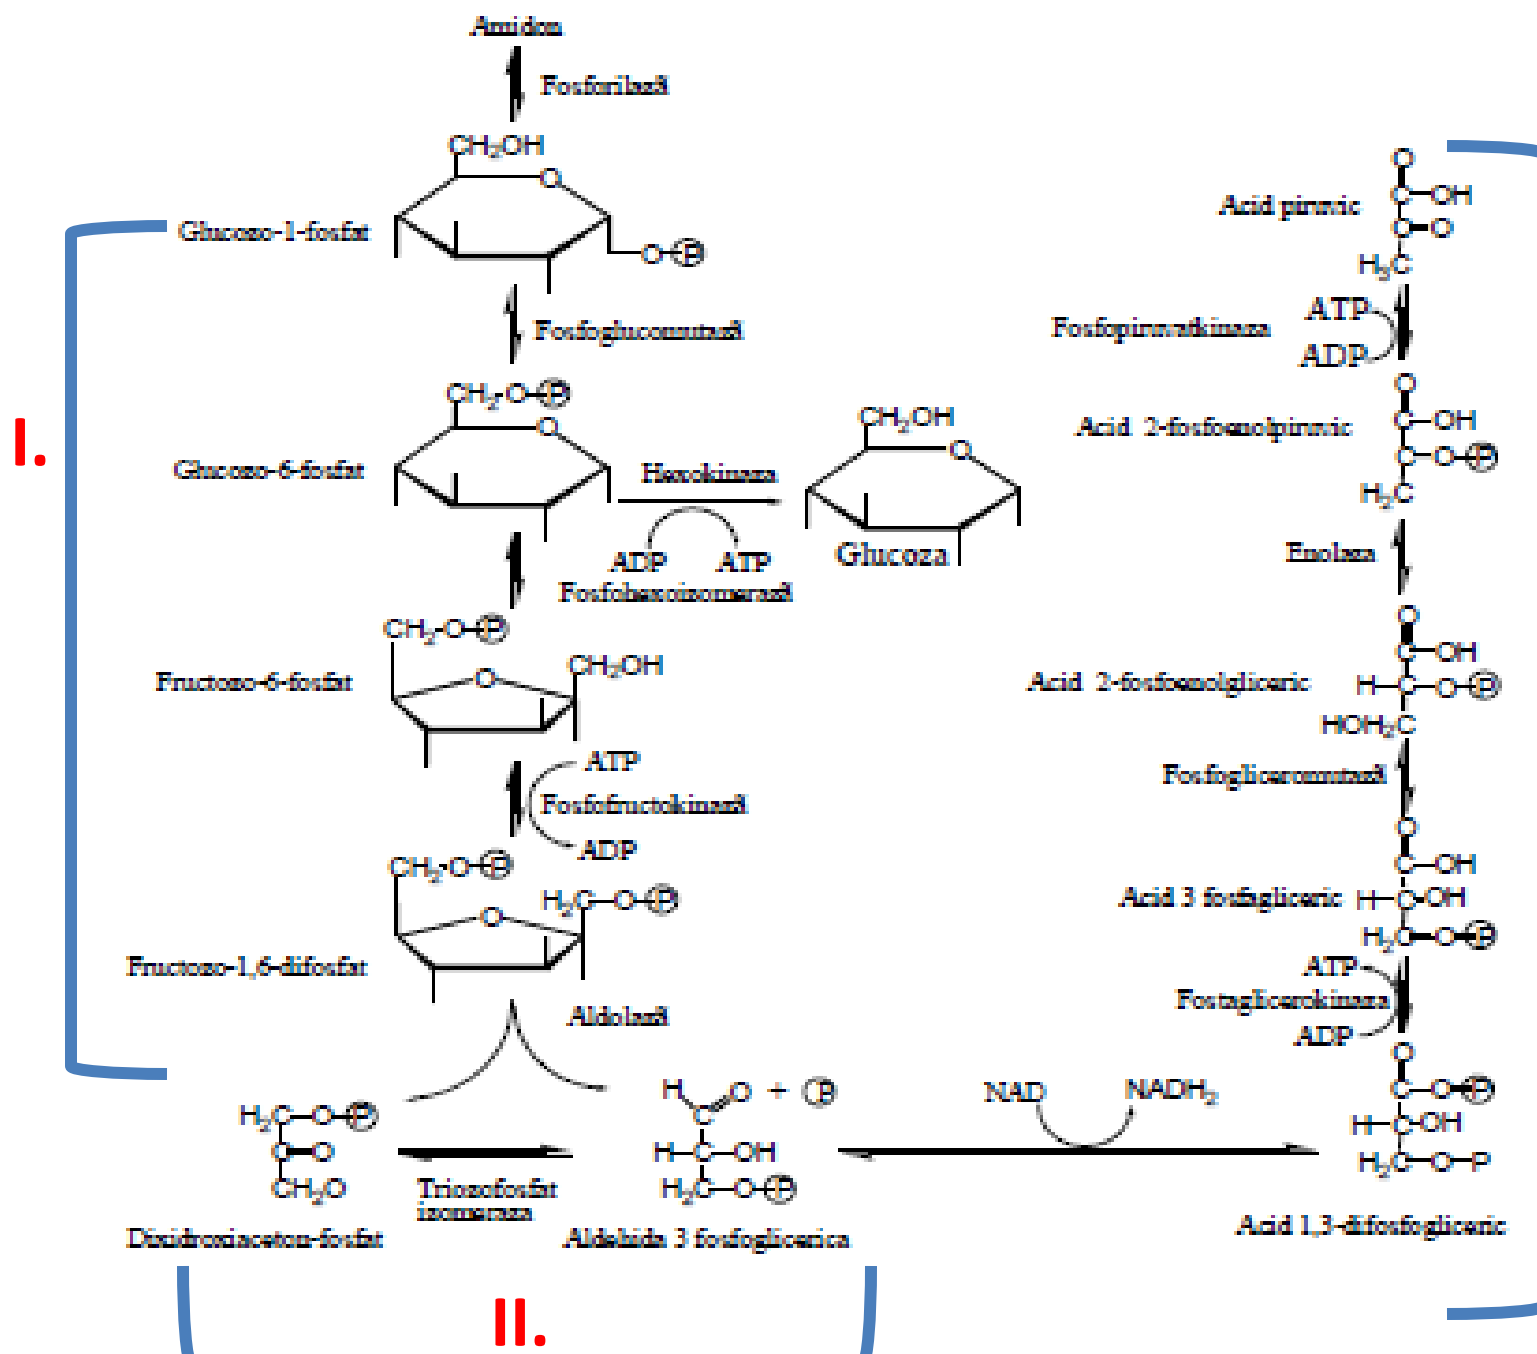 Amidon
Fosforilază
CH₂OH
O
Glucozo-1-fosfat
O P
Fosfoglucomutază
CH₂-O P
O
Glucozo-6-fosfat
I.
Hexokinaza
ADP ATP
CH₂OH
O
Glucoza
Fosfohexoizomerază
CH₂-O P
O
CH₂OH
Fructozo-6-fosfat
ATP
Fosfofructokinază
ADP
CH₂-O P
H₂C O P
O
Fructozo-1,6-difosfat
Aldolază
H₂C O P
C O
CH₂O
Dixidroxiaceton-fosfat
Triozofosfat
izomeraza
H O + P
C
H C OH
H₂C O P
Aldehida 3 fosfoglicerica
II.
NAD NADH₂
O
C OH
C O
H₃C
Acid piruvic
ATP
Fosfopiruvatkinaza
ADP
O
C OH
Acid 2-fosfoenolpiruvic
C O P
H₂C
Enolaza
O
C OH
Acid 2-fosfoenolgliceric
H C O P
HOH₂C
Fosfogliceromutază
O
C OH
Acid 3 fosfagliceric
H C OH
H₂C O P
ATP
Fostaglicerokinaza
ADP
O
C O P
H C OH
H₂C O P
Acid 1,3-difosfogliceric